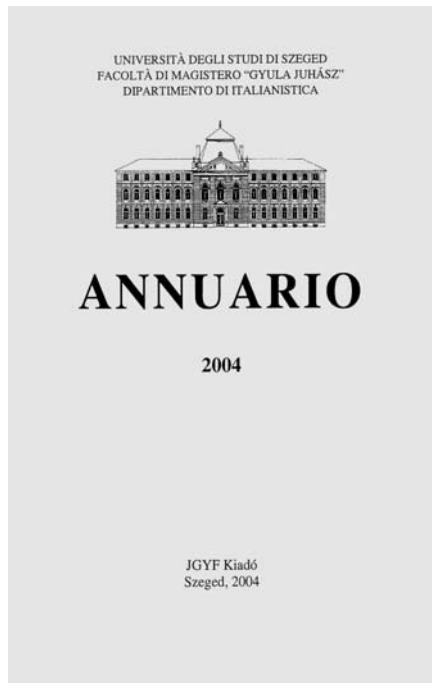 UNIVERSITÀ DEGLI STUDI DI SZEGED
FACOLTÀ DI MAGISTERO "GYULA JUHÁSZ"
DIPARTIMENTO DI ITALIANISTICA
ANNUARIO
2004
JGYF Kiadó
Szeged, 2004